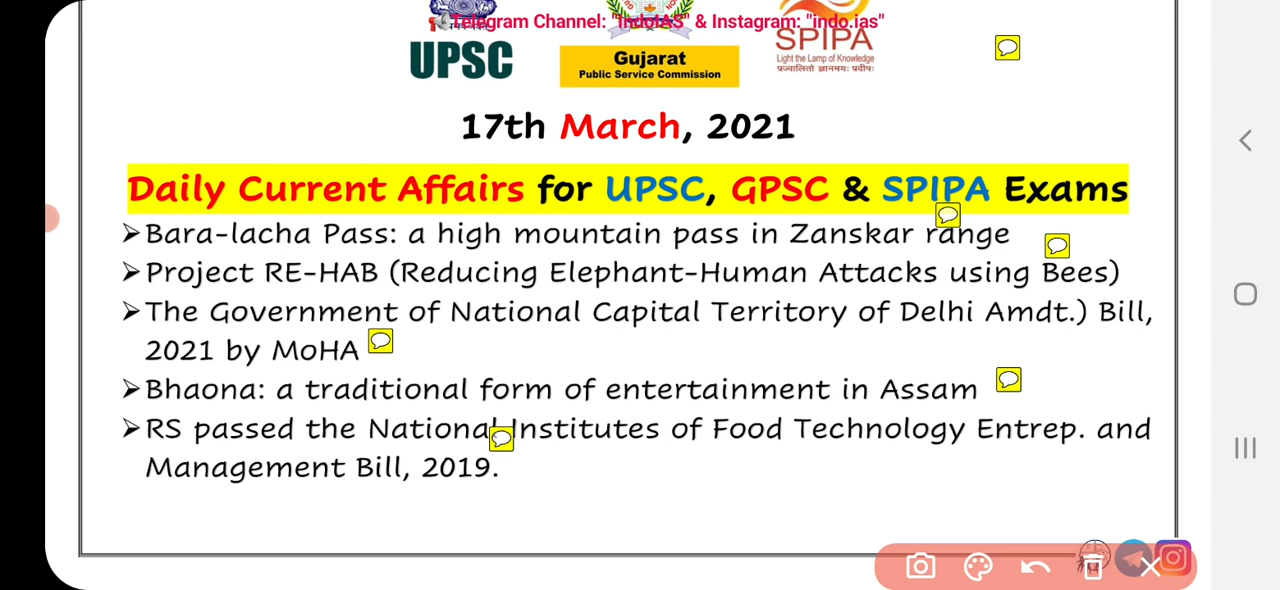 Telegram Channel: "IndoIAS" & Instagram: "indo.ias"
UPSC
Gujarat
Public Service Commission
SPIPA
Light the Lamp of Knowledge
प्रज्वालितो ज्ञानमयः प्रदीपः
17th March, 2021
Daily Current Affairs for UPSC, GPSC & SPIPA Exams
➢Bara-lacha Pass: a high mountain pass in Zanskar range
➢Project RE-HAB (Reducing Elephant-Human Attacks using Bees)
➢The Government of National Capital Territory of Delhi Amdt.) Bill,
2021 by MoHA
➢Bhaona: a traditional form of entertainment in Assam
➢RS passed the National Institutes of Food Technology Entrep. and
Management Bill, 2019.